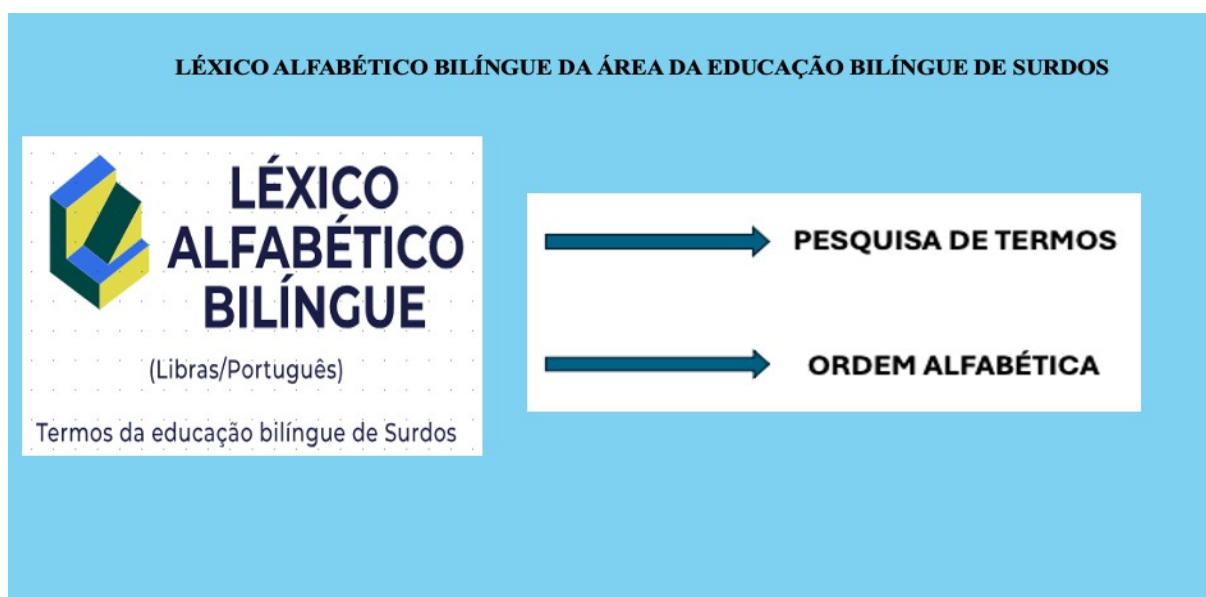 LÉXICO ALFABÉTICO BILÍNGUE DA ÁREA DA EDUCAÇÃO BILÍNGUE DE SURDOS
LÉXICO
ALFABÉTICO
BILÍNGUE
(Libras/Português)
Termos da educação bilíngue de Surdos
PESQUISA DE TERMOS
ORDEM ALFABÉTICA